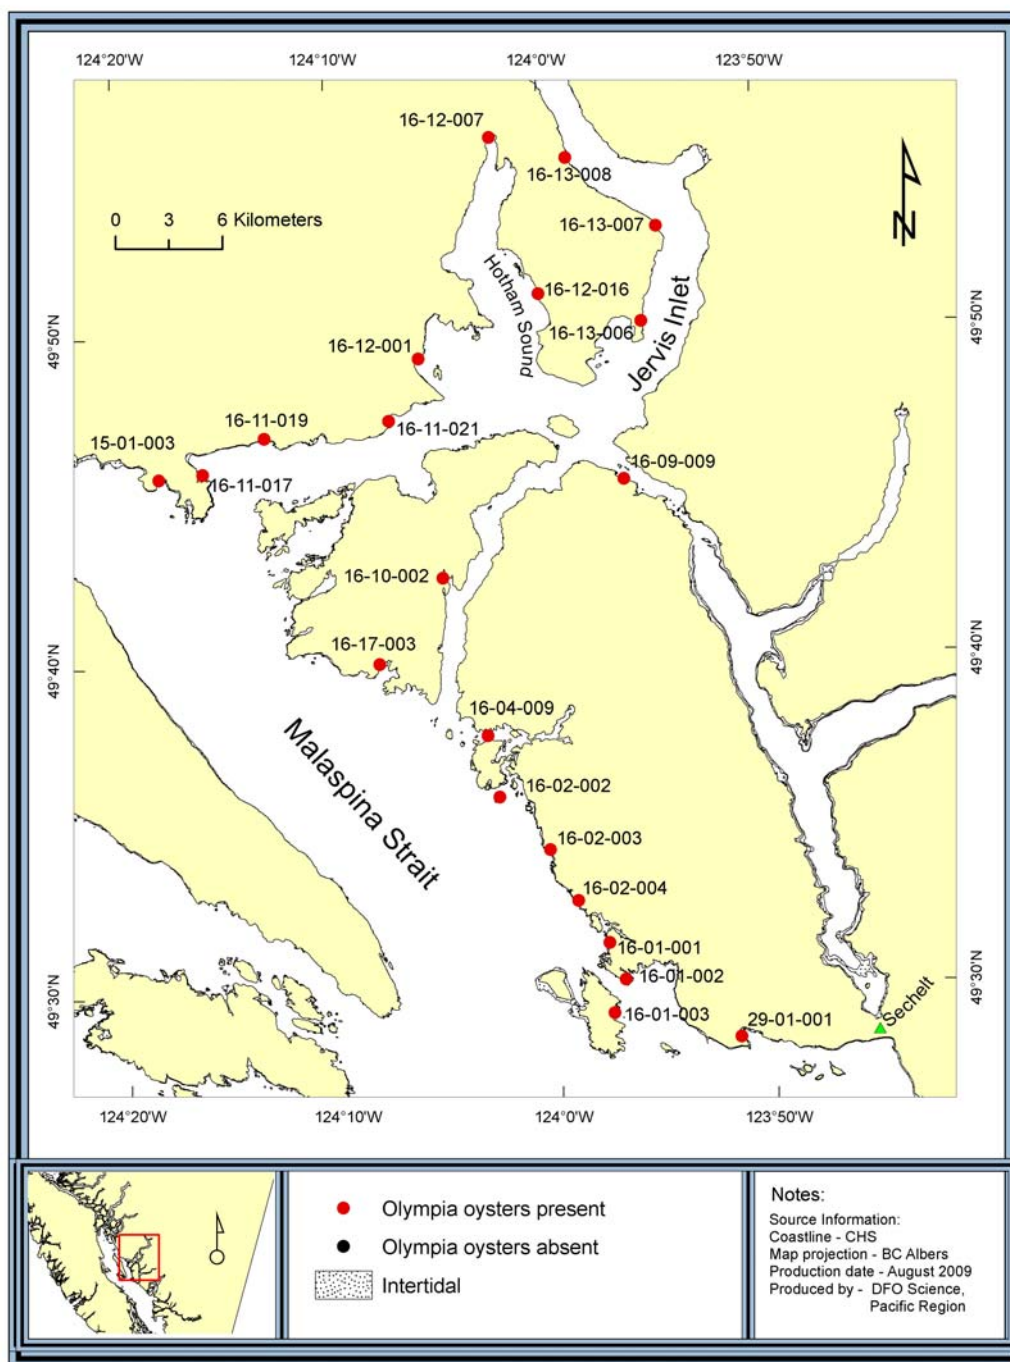 124°20'W 124°10'W 124°0'W 123°50'W
16-12-007
16-13-008
0 3 6 Kilometers
16-13-007
N
Hotham Sound
16-12-016
Jervis Inlet
16-13-006
49°50'N
49°50'N
16-12-001
16-11-019
16-11-021
15-01-003
16-09-009
16-11-017
16-10-002
16-17-003
49°40'N
49°40'N
16-04-009
Malaspina Strait
16-02-002
16-02-003
16-02-004
16-01-001
16-01-002
49°30'N
49°30'N
16-01-003
29-01-001
Sechelt
124°20'W 124°10'W 124°0'W 123°50'W
Olympia oysters present
Olympia oysters absent
Intertidal
Notes:
Source Information:
Coastline - CHS
Map projection - BC Albers
Production date - August 2009
Produced by - DFO Science,
Pacific Region